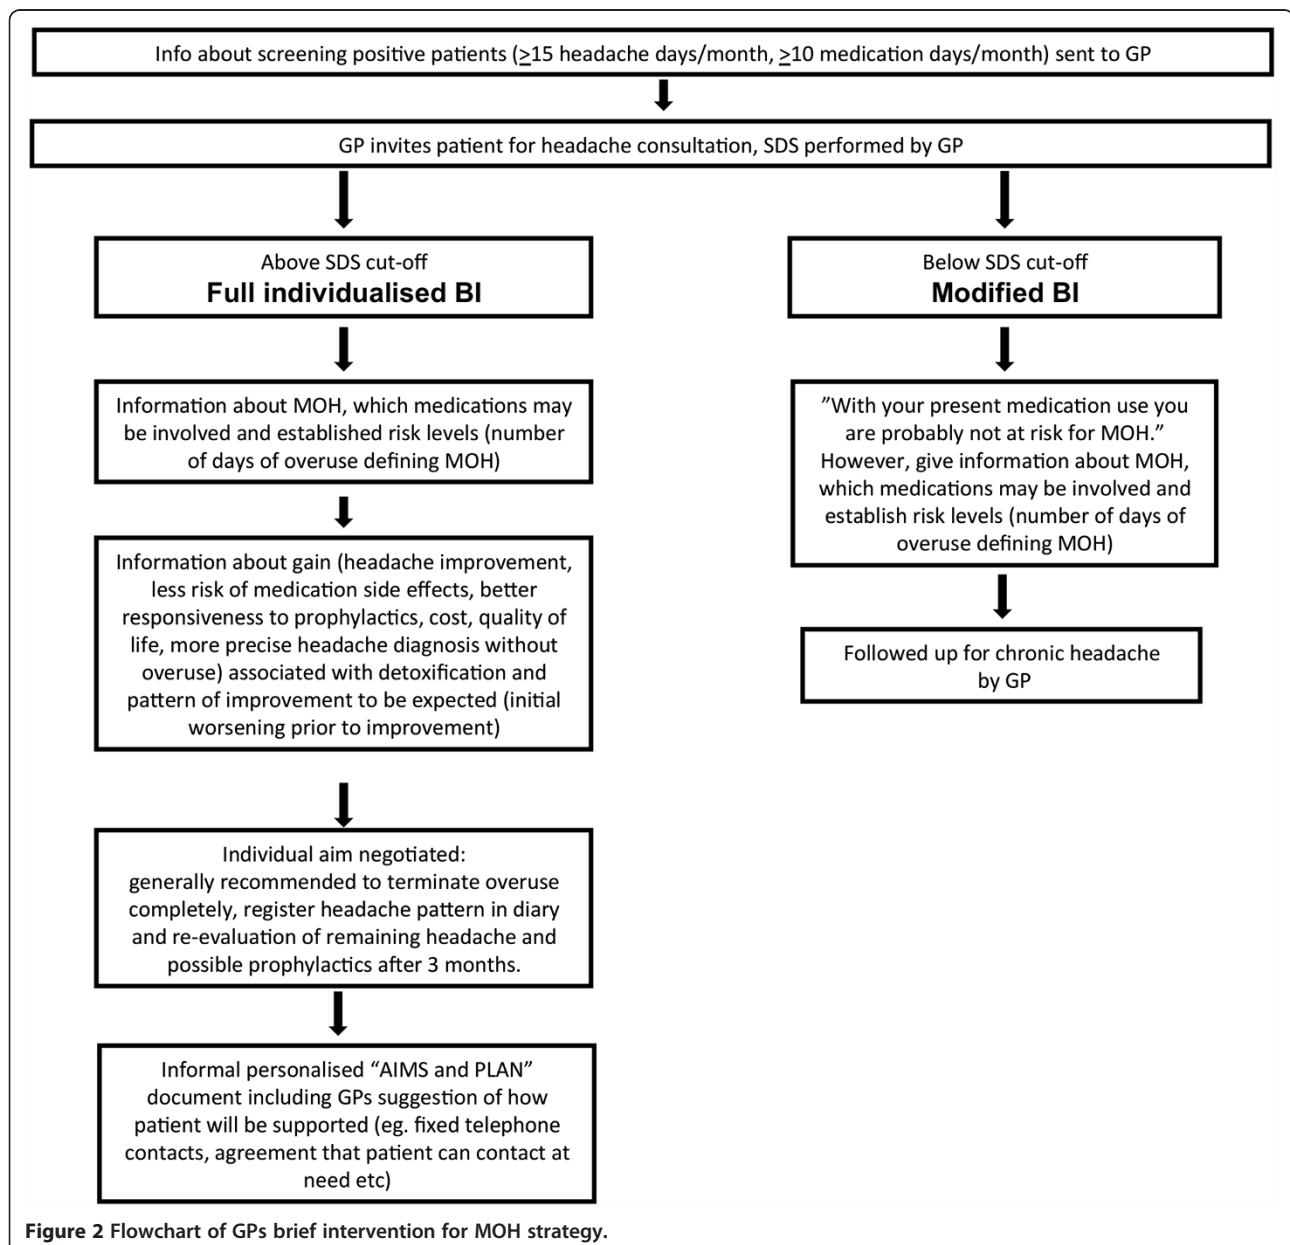 Info about screening positive patients (≥15 headache days/month, ≥10 medication days/month) sent to GP
GP invites patient for headache consultation, SDS performed by GP
Above SDS cut-off
Full individualised BI
Information about MOH, which medications may
be involved and established risk levels (number
of days of overuse defining MOH)
Information about gain (headache improvement,
less risk of medication side effects, better
responsiveness to prophylactics, cost, quality of
life, more precise headache diagnosis without
overuse) associated with detoxification and
pattern of improvement to be expected (initial
worsening prior to improvement)
Individual aim negotiated:
generally recommended to terminate overuse
completely, register headache pattern in diary
and re-evaluation of remaining headache and
possible prophylactics after 3 months.
Informal personalised “AIMS and PLAN”
document including GPs suggestion of how
patient will be supported (eg. fixed telephone
contacts, agreement that patient can contact at
need etc)
Below SDS cut-off
Modified BI
”With your present medication use you
are probably not at risk for MOH.”
However, give information about MOH,
which medications may be involved and
establish risk levels (number of days of
overuse defining MOH)
Followed up for chronic headache
by GP
Figure 2 Flowchart of GPs brief intervention for MOH strategy.